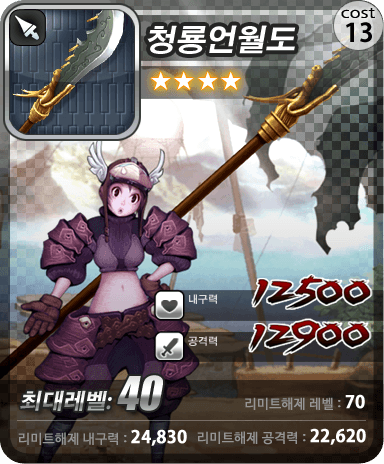 cost
13
청룡언월도
내구력 12500
공격력 12900
최대레벨: 40
리미트해제 레벨 : 70
리미트해제 내구력 : 24,830 리미트해제 공격력 : 22,620